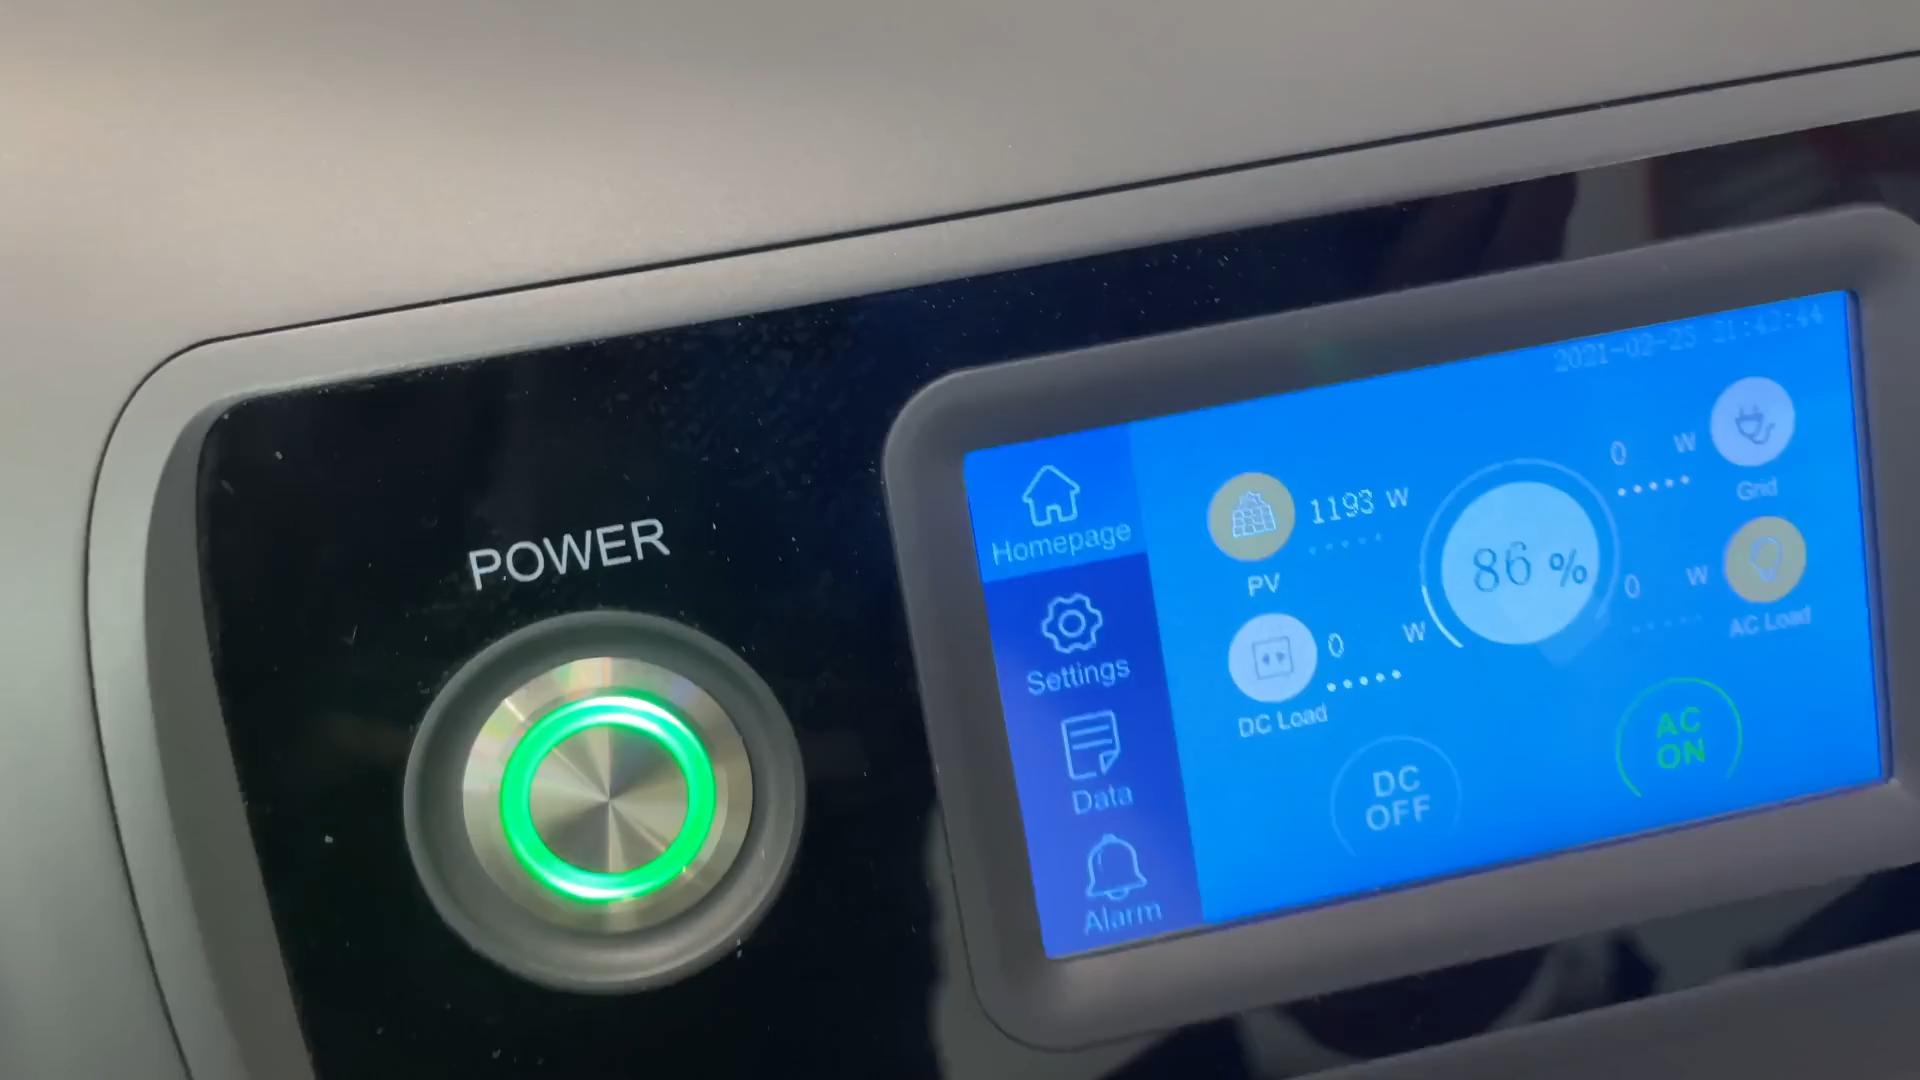 POWER
2021-02-23 21:42:44
Homepage
Settings
Data
Alarm
1193 W
PV
0 W
DC Load
86 %
0 W
Grid
0 W
AC Load
DC
OFF
AC
ON